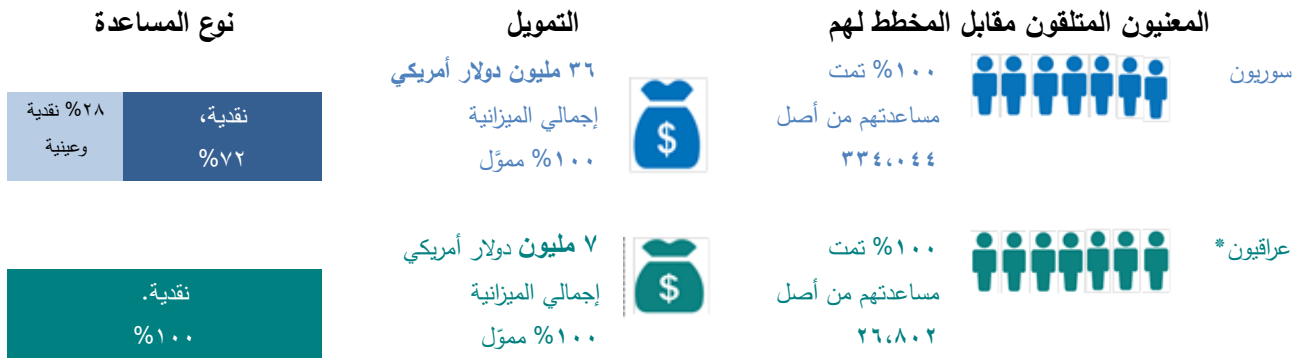 المعنيون المتلقون مقابل المخطط لهم
التمويل
نوع المساعدة
سوريون
١٠٠% تمت
مساعدتهم من أصل
٣٣٤،٠٤٤
$
٣٦ مليون دولار أمريكي
إجمالي الميزانية
١٠٠% مموَّل
نقدية،
٧٢%
٢٨% نقدية
وعينية
عراقيون*
١٠٠% تمت
مساعدتهم من أصل
٢٦،٨٠٢
$
٧ مليون دولار أمريكي
إجمالي الميزانية
١٠٠% مموّل
نقدية.
١٠٠%